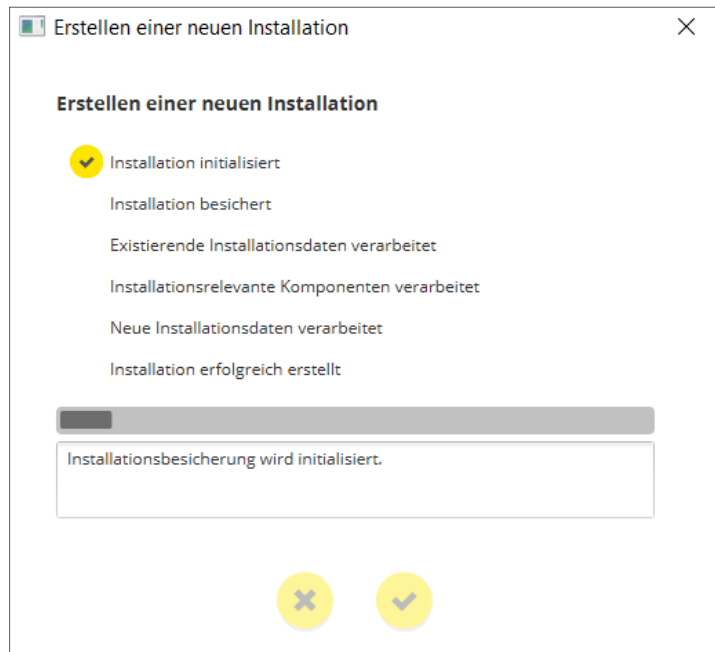 Erstellen einer neuen Installation
Erstellen einer neuen Installation
Installation initialisiert
Installation besichert
Existierende Installationsdaten verarbeitet
Installationsrelevante Komponenten verarbeitet
Neue Installationsdaten verarbeitet
Installation erfolgreich erstellt
Installationsbesicherung wird initialisiert.